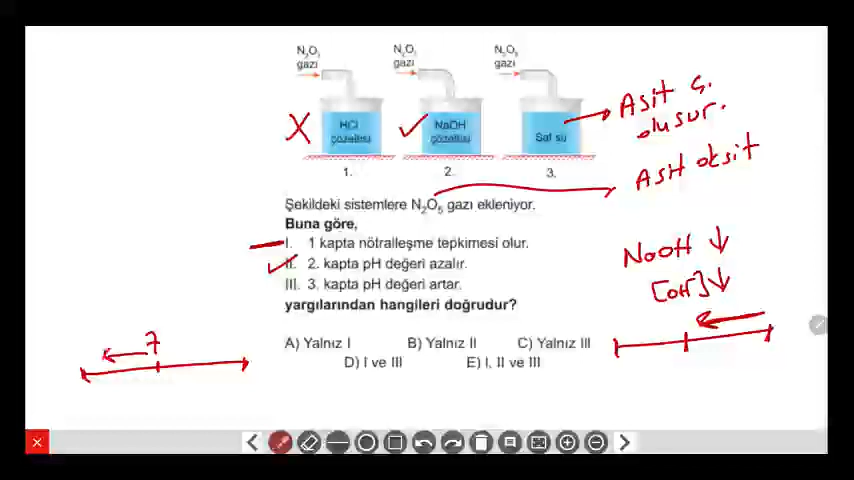 N₂O₅ N₂O₅ N₂O₅
gazı gazı gazı
HCl
çözeltisi
NaOH
çözeltisi
Saf su
1. 2. 3.
Asit ç.
oluşur.
Asit oksit
Şekildeki sistemlere N₂O₅ gazı ekleniyor.
Buna göre,
I. 1 kapta nötralleşme tepkimesi olur.
II. 2. kapta pH değeri azalır.
III. 3. kapta pH değeri artar.
yargılarından hangileri doğrudur?
NaOH ↓
[OH]↓
7
A) Yalnız I B) Yalnız II C) Yalnız III
D) I ve III E) I, II ve III